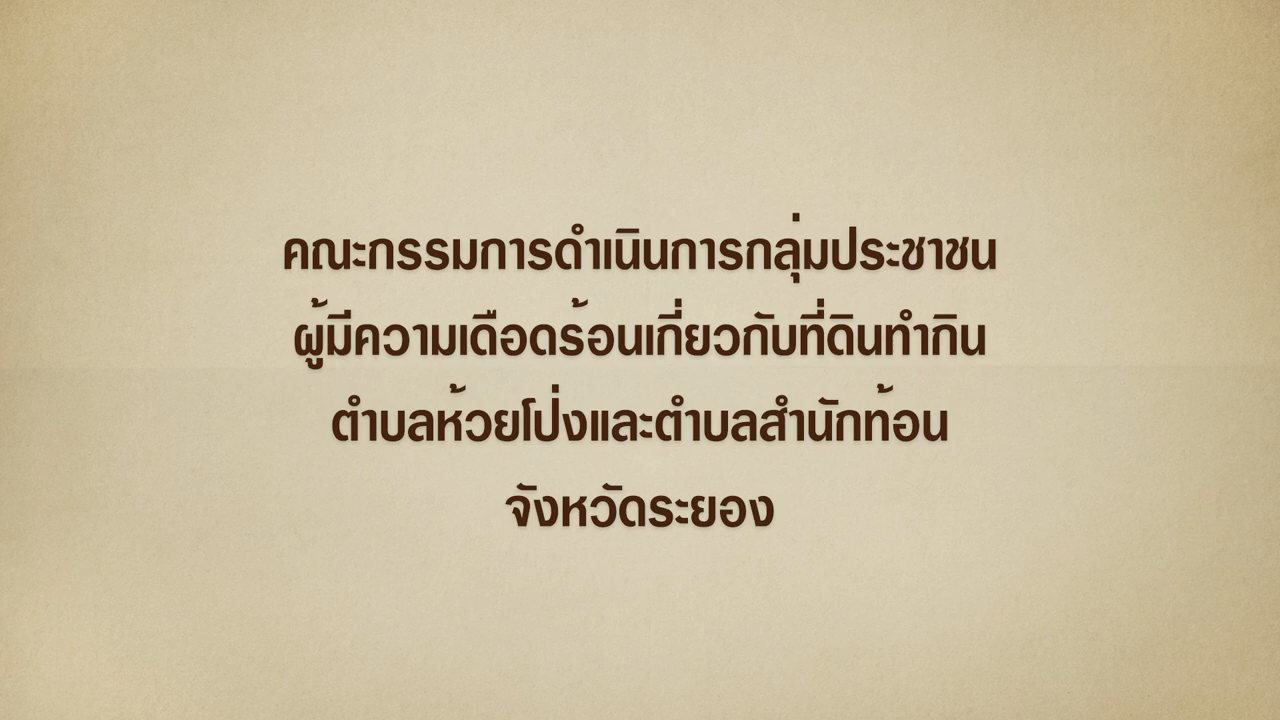 คณะกรรมการดำเนินการกลุ่มประชาชน
ผู้มีความเดือดร้อนเกี่ยวกับที่ดินทำกิน
ตำบลห้วยโป่งและตำบลสำนักท้อน
จังหวัดระยอง